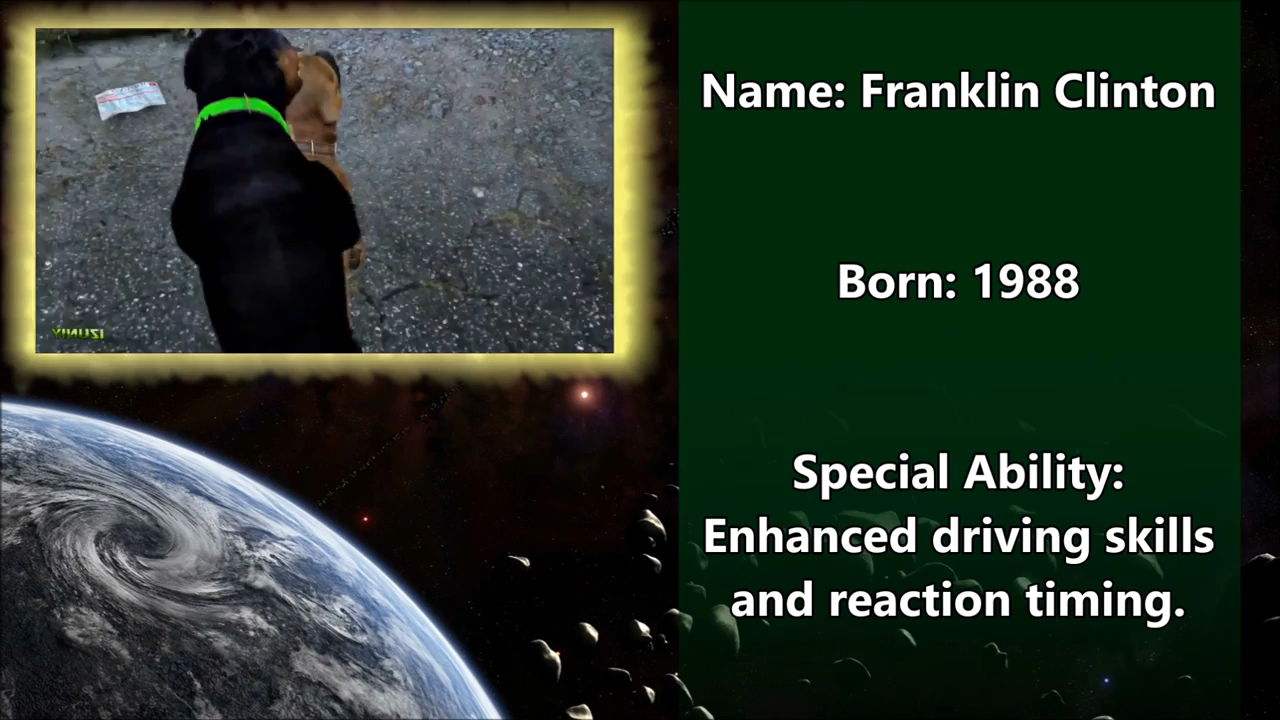 Name: Franklin Clinton
Born: 1988
Special Ability:
Enhanced driving skills
and reaction timing.